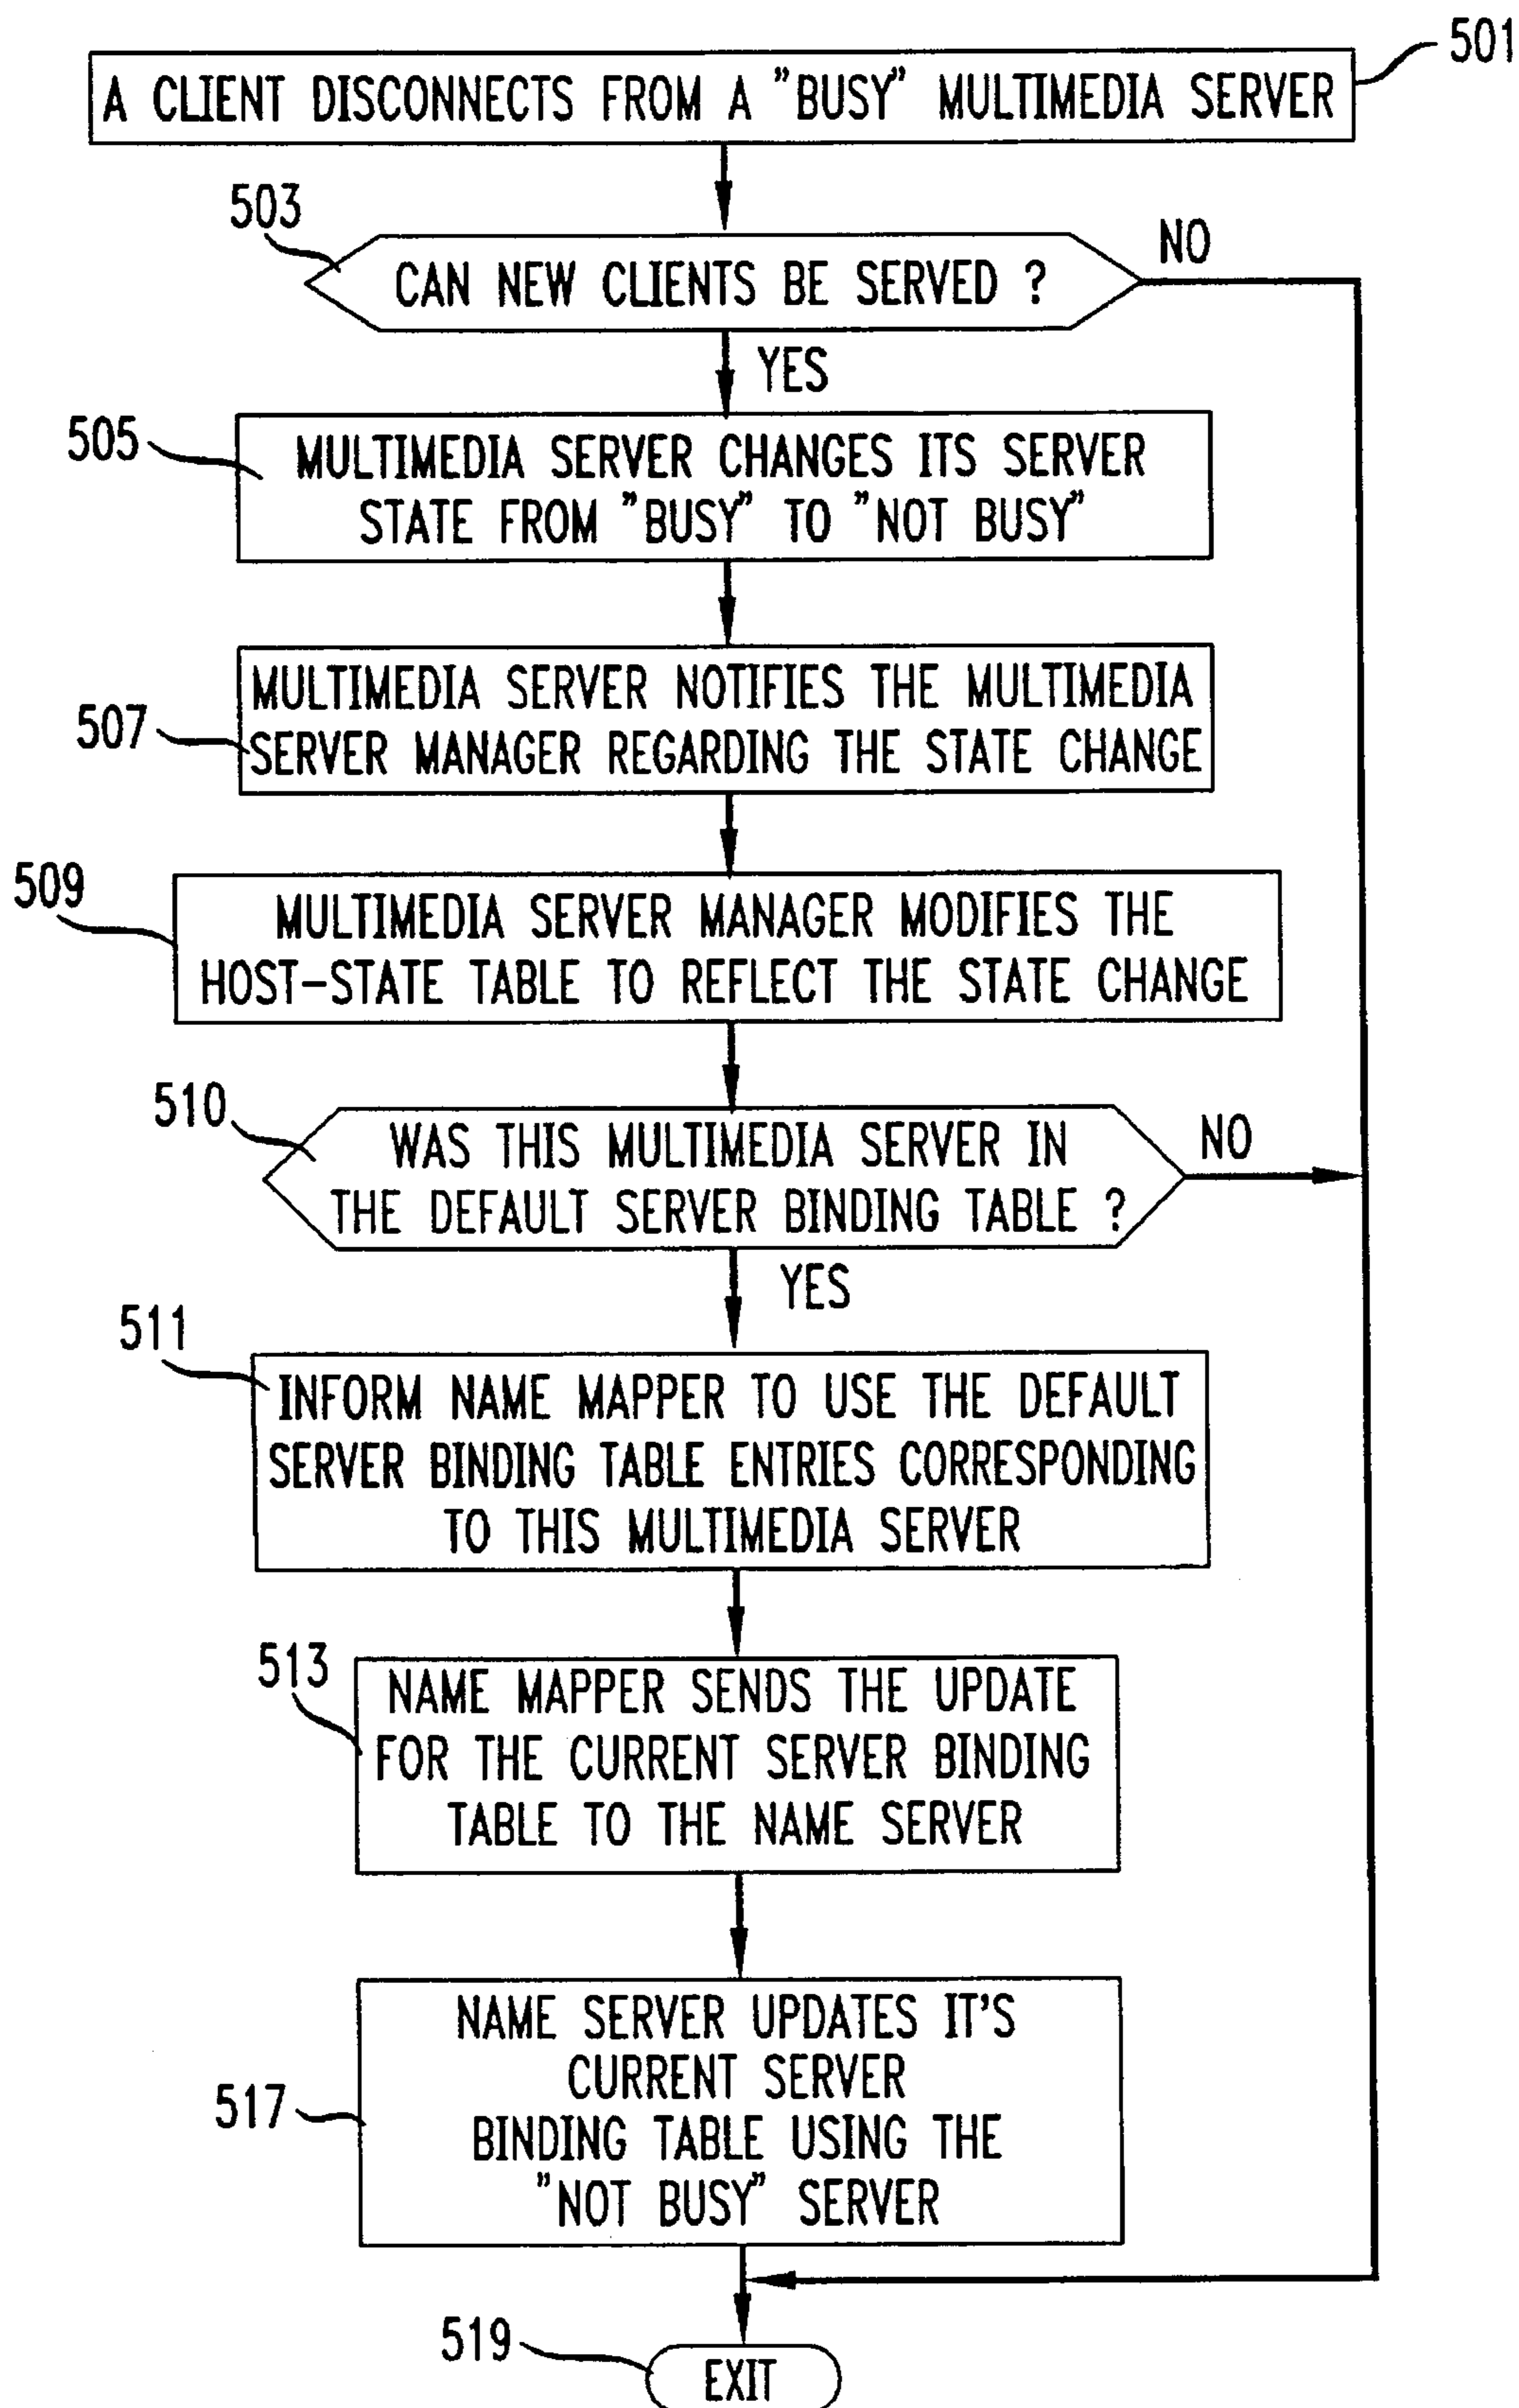 501
A CLIENT DISCONNECTS FROM A "BUSY" MULTIMEDIA SERVER
503
CAN NEW CLIENTS BE SERVED ?
NO
YES
505
MULTIMEDIA SERVER CHANGES ITS SERVER
STATE FROM "BUSY" TO "NOT BUSY"
507
MULTIMEDIA SERVER NOTIFIES THE MULTIMEDIA
SERVER MANAGER REGARDING THE STATE CHANGE
509
MULTIMEDIA SERVER MANAGER MODIFIES THE
HOST-STATE TABLE TO REFLECT THE STATE CHANGE
510
WAS THIS MULTIMEDIA SERVER IN
THE DEFAULT SERVER BINDING TABLE ?
NO
YES
511
INFORM NAME MAPPER TO USE THE DEFAULT
SERVER BINDING TABLE ENTRIES CORRESPONDING
TO THIS MULTIMEDIA SERVER
513
NAME MAPPER SENDS THE UPDATE
FOR THE CURRENT SERVER BINDING
TABLE TO THE NAME SERVER
517
NAME SERVER UPDATES IT'S
CURRENT SERVER
BINDING TABLE USING THE
"NOT BUSY" SERVER
519
EXIT